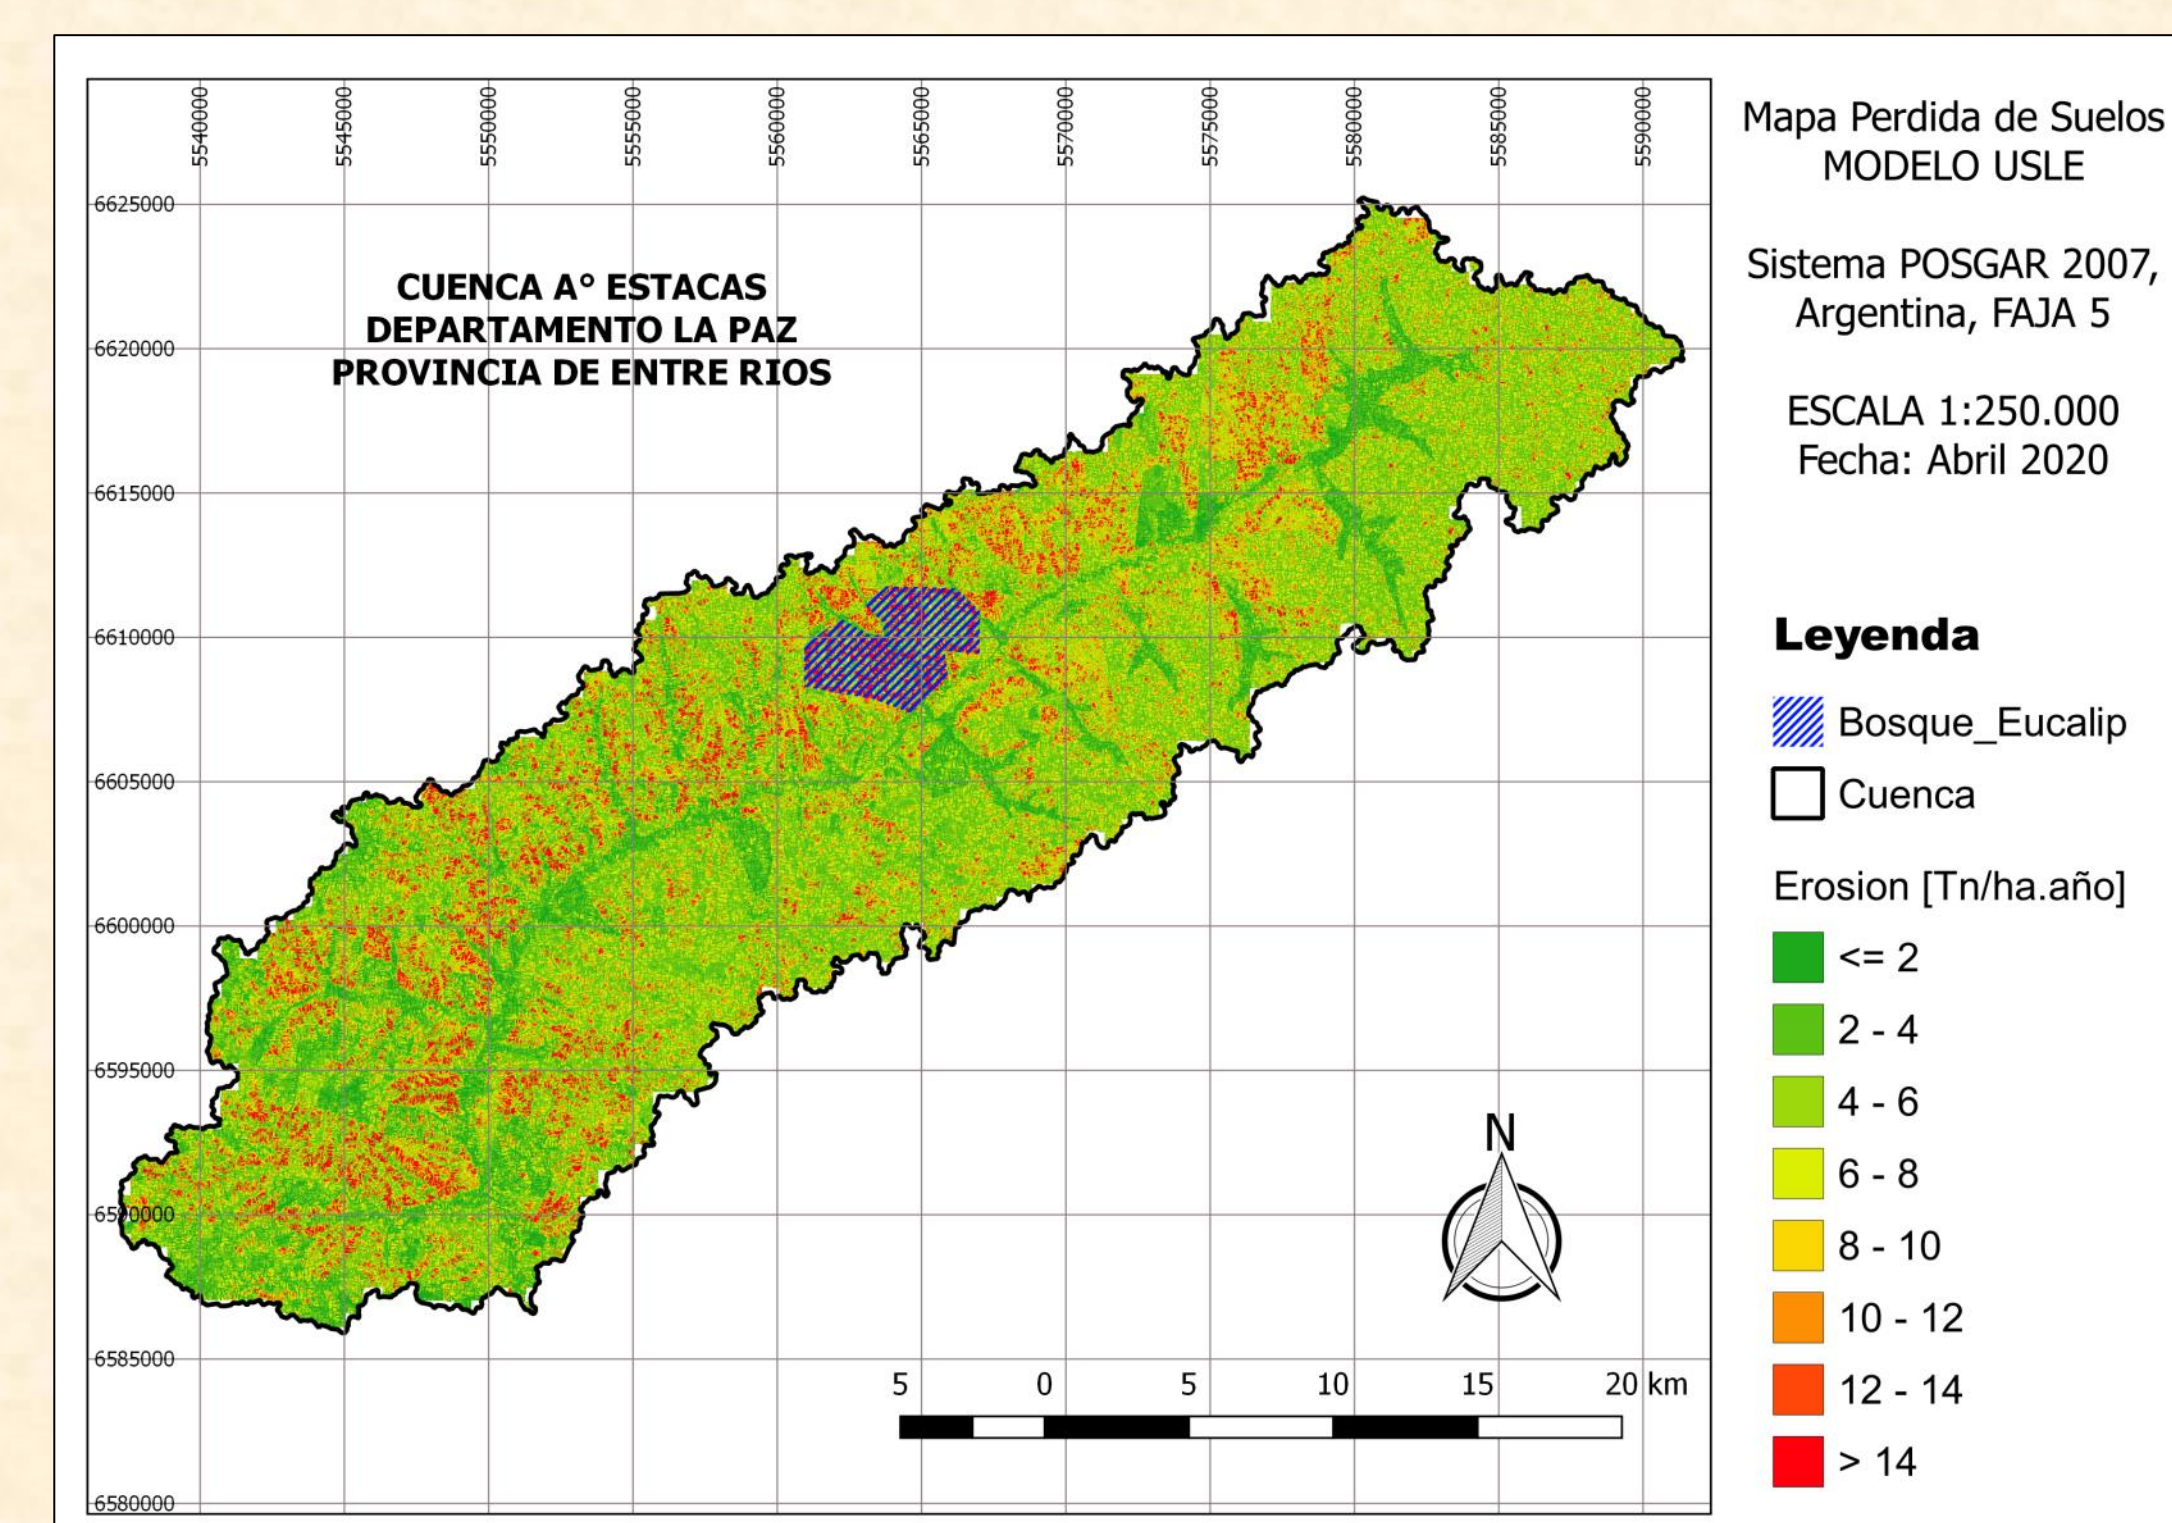 5540000
5545000
5550000
5555000
5560000
5565000
5570000
5575000
5580000
5585000
5590000
6625000
6620000
6615000
6610000
6605000
6600000
6595000
6590000
6585000
6580000
CUENCA A° ESTACAS
DEPARTAMENTO LA PAZ
PROVINCIA DE ENTRE RIOS
N
5 0 5 10 15 20 km
Mapa Perdida de Suelos
MODELO USLE
Sistema POSGAR 2007,
Argentina, FAJA 5
ESCALA 1:250.000
Fecha: Abril 2020
Leyenda
Bosque_Eucalip
Cuenca
Erosion [Tn/ha.año]
<= 2
2 - 4
4 - 6
6 - 8
8 - 10
10 - 12
12 - 14
> 14